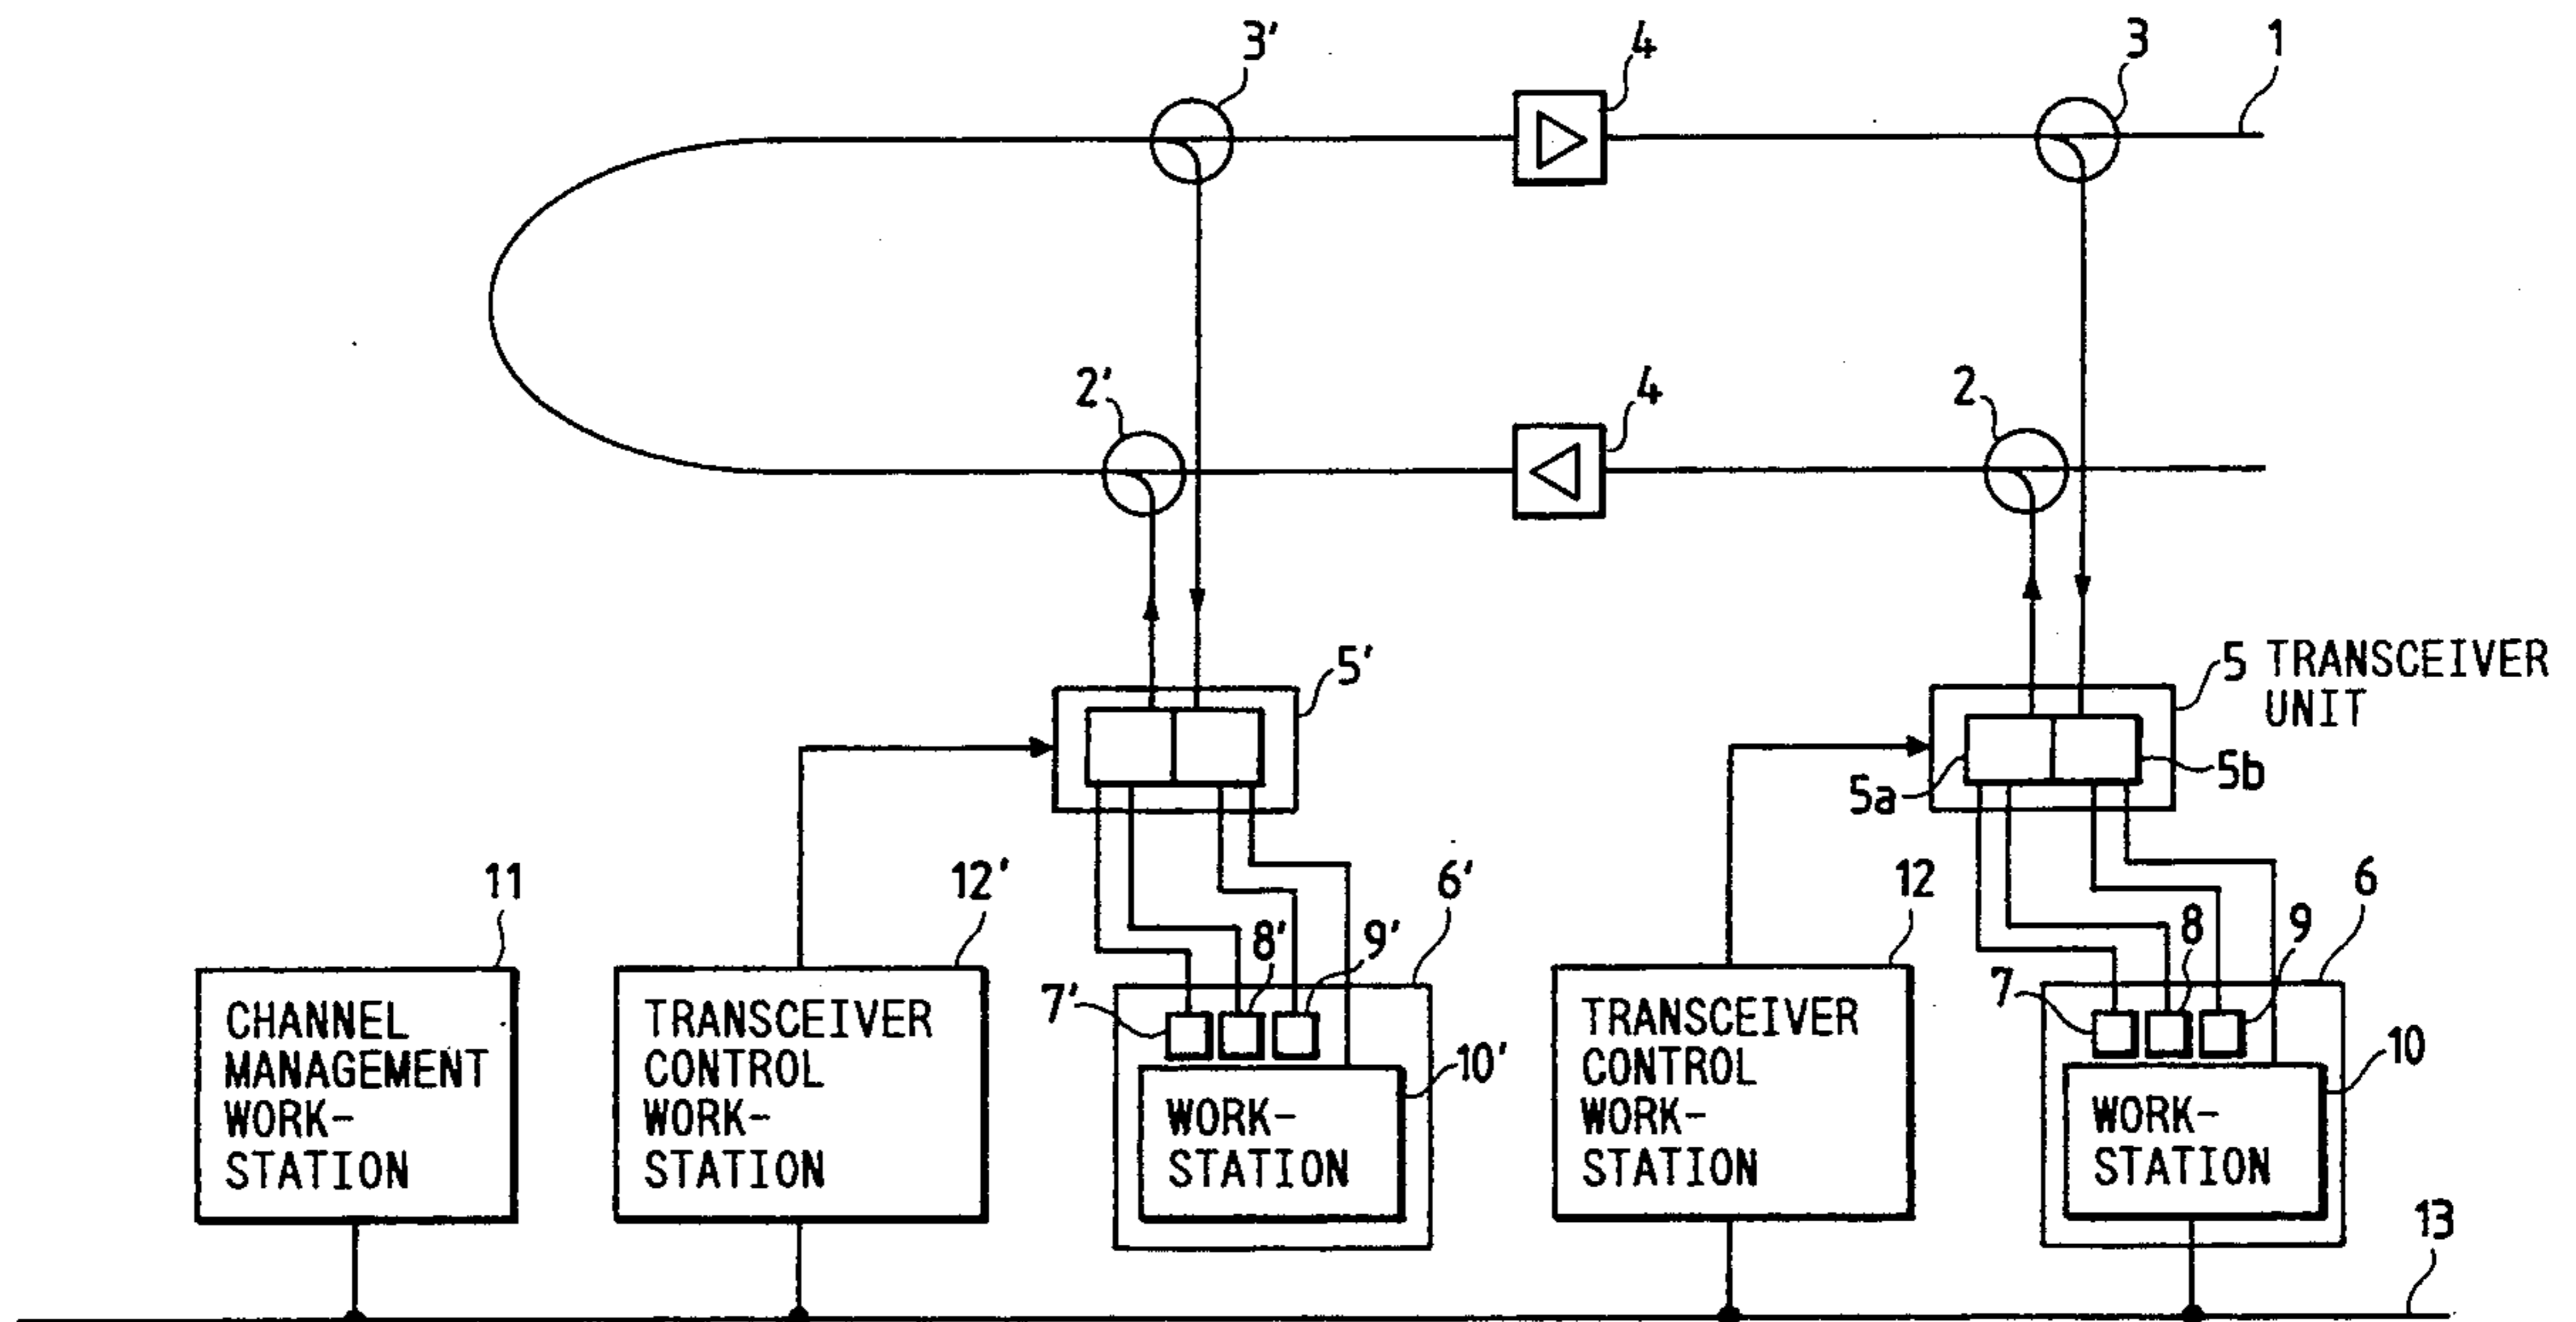 3' 4 3 1
2' 4 2
5' 5 TRANSCEIVER
UNIT
5a 5b
11 12' 6' 12 6
8' 9' 8 9
7' 7
CHANNEL
MANAGEMENT
WORK-
STATION
TRANSCEIVER
CONTROL
WORK-
STATION
10'
WORK-
STATION
TRANSCEIVER
CONTROL
WORK-
STATION
10
WORK-
STATION
13